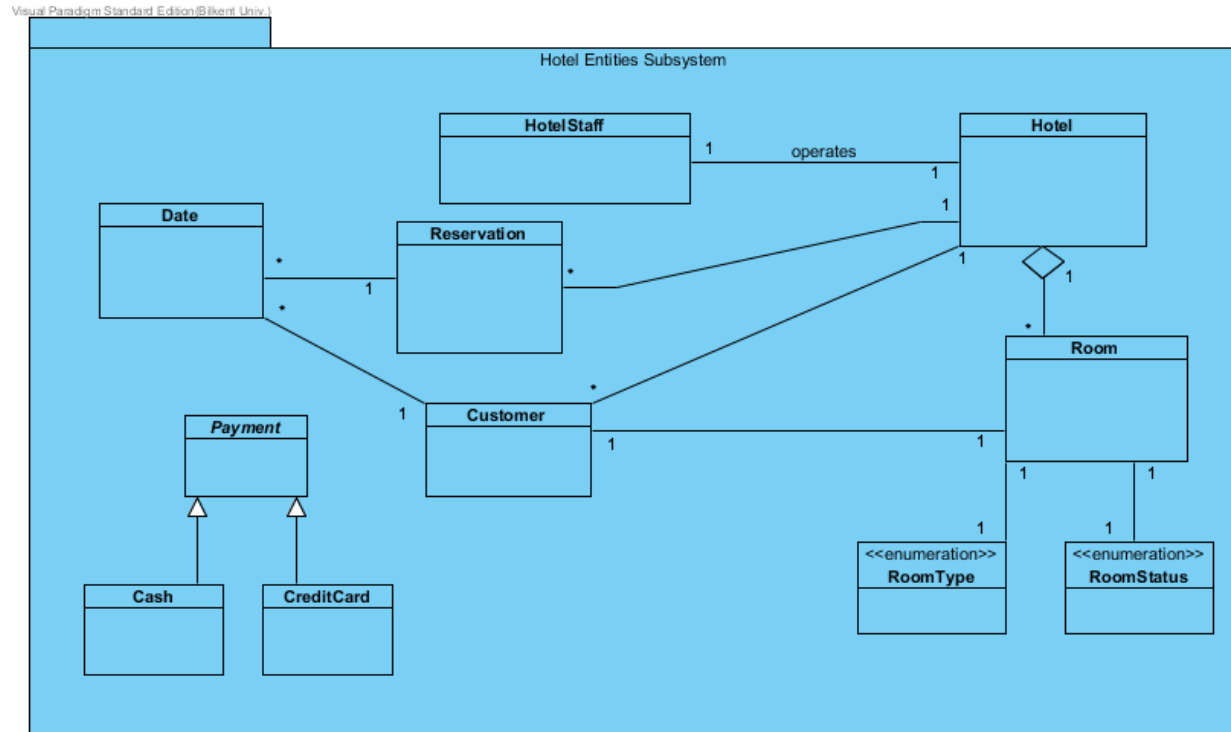 Visual Paradigm Standard Edition(Bilkent Univ.)
Hotel Entities Subsystem
HotelStaff
Hotel
1
operates
1
1
Date
Reservation
*
1
*
1
1
*
*
Room
*
1
Customer
1
1
Payment
1
1
1
1
<<enumeration>>
RoomType
<<enumeration>>
RoomStatus
Cash
CreditCard